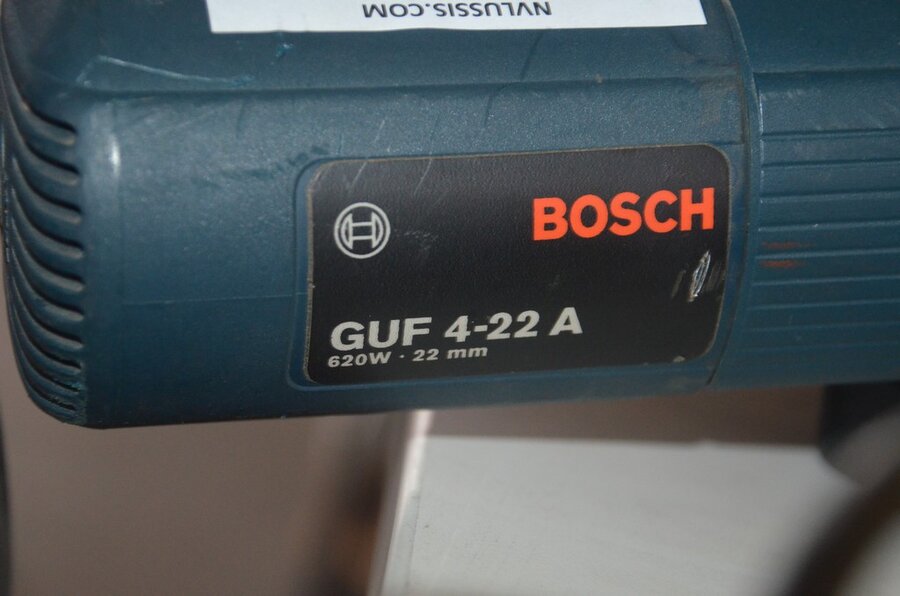 NVLUSSIS.COM
BOSCH
GUF 4-22 A
620W · 22 mm